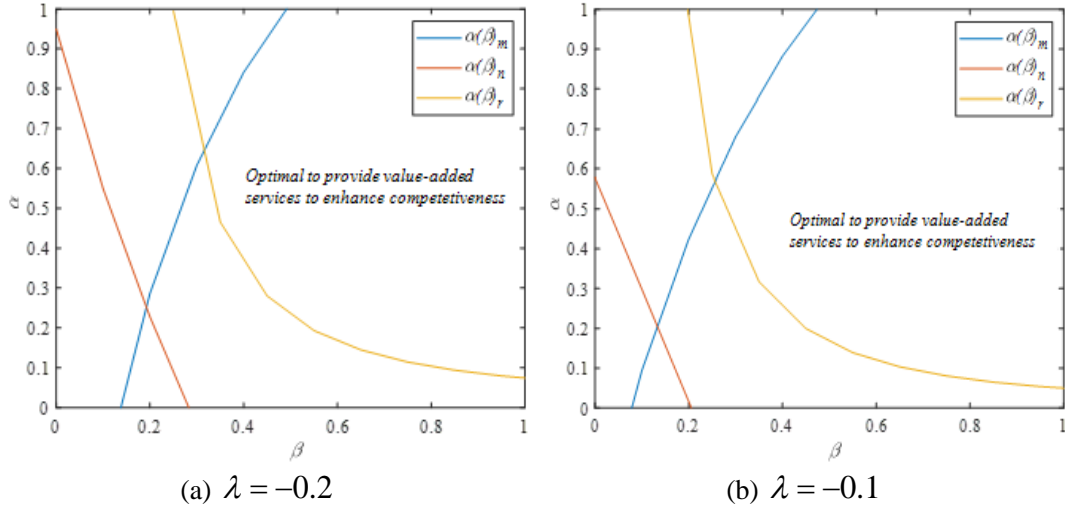 1
0.9
0.8
0.7
0.6
0.5
0.4
0.3
0.2
0.1
0
α
0 0.2 0.4 0.6 0.8 1
β
α(β)m
α(β)n
α(β)r
Optimal to provide value-added
services to enhance competetiveness
(a) λ = −0.2
1
0.9
0.8
0.7
0.6
0.5
0.4
0.3
0.2
0.1
0
α
0 0.2 0.4 0.6 0.8 1
β
α(β)m
α(β)n
α(β)r
Optimal to provide value-added
services to enhance competetiveness
(b) λ = −0.1